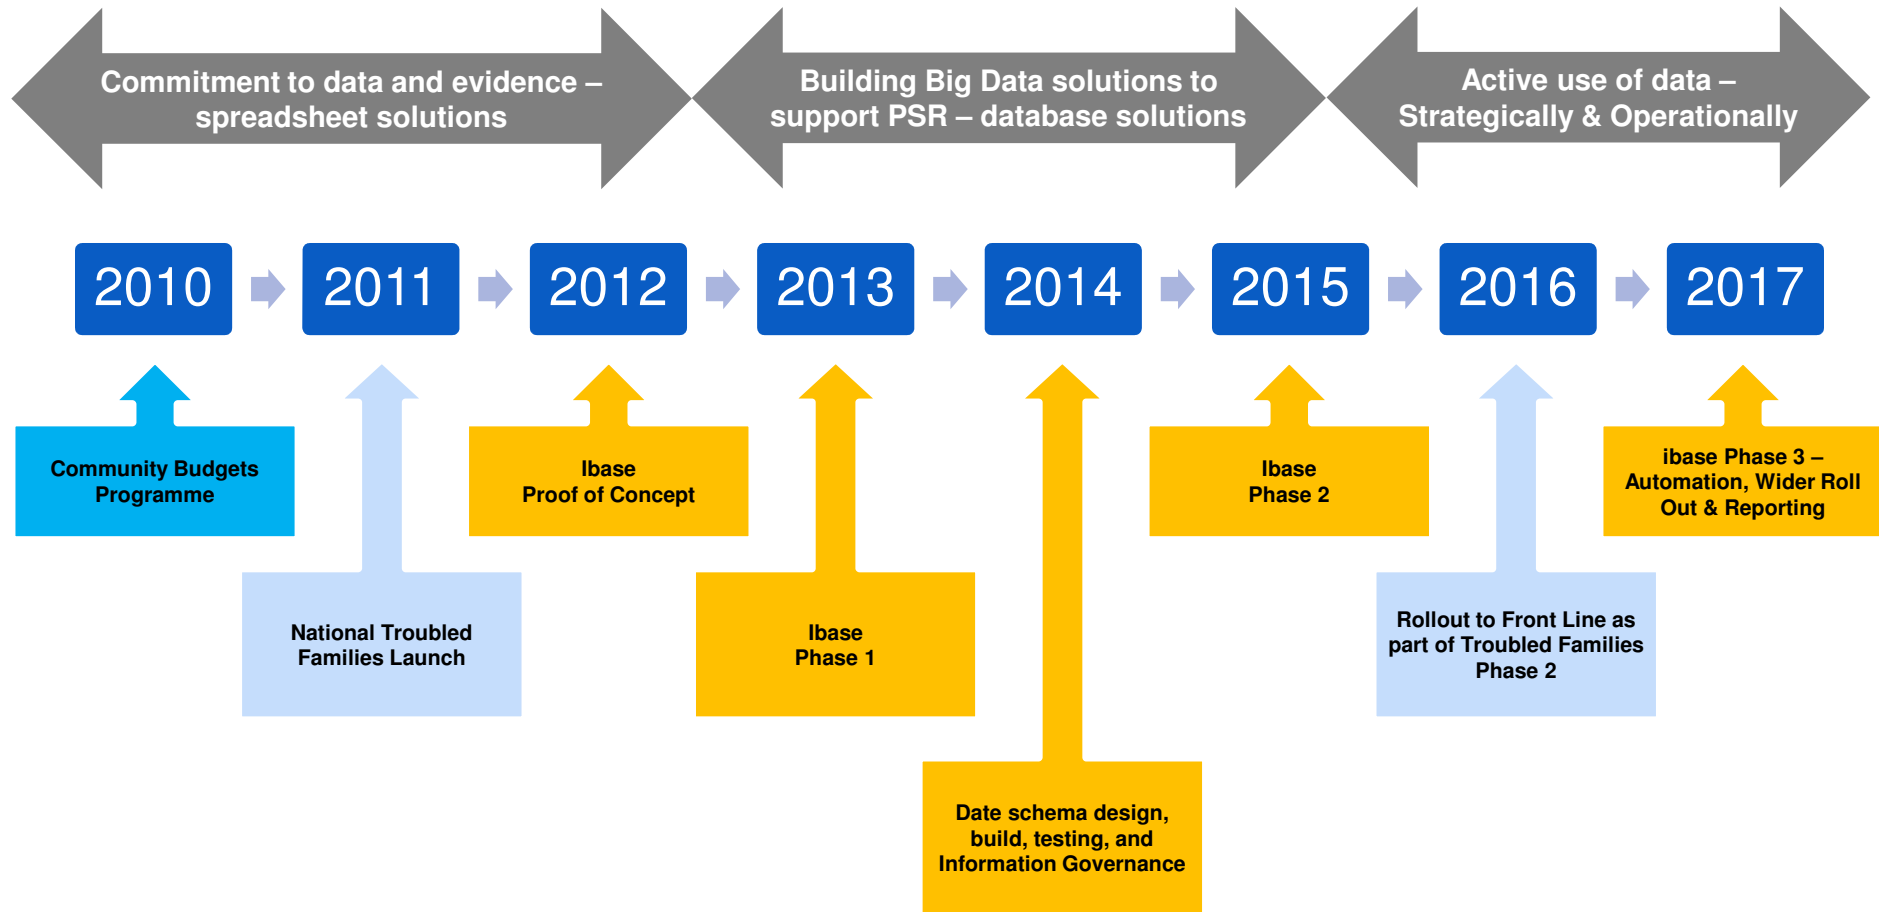 Commitment to data and evidence –
spreadsheet solutions
Building Big Data solutions to
support PSR – database solutions
Active use of data –
Strategically & Operationally
2010
2011
2012
2013
2014
2015
2016
2017
Community Budgets
Programme
National Troubled
Families Launch
Ibase
Proof of Concept
Ibase
Phase 1
Date schema design,
build, testing, and
Information Governance
Ibase
Phase 2
Rollout to Front Line as
part of Troubled Families
Phase 2
ibase Phase 3 –
Automation, Wider Roll
Out & Reporting